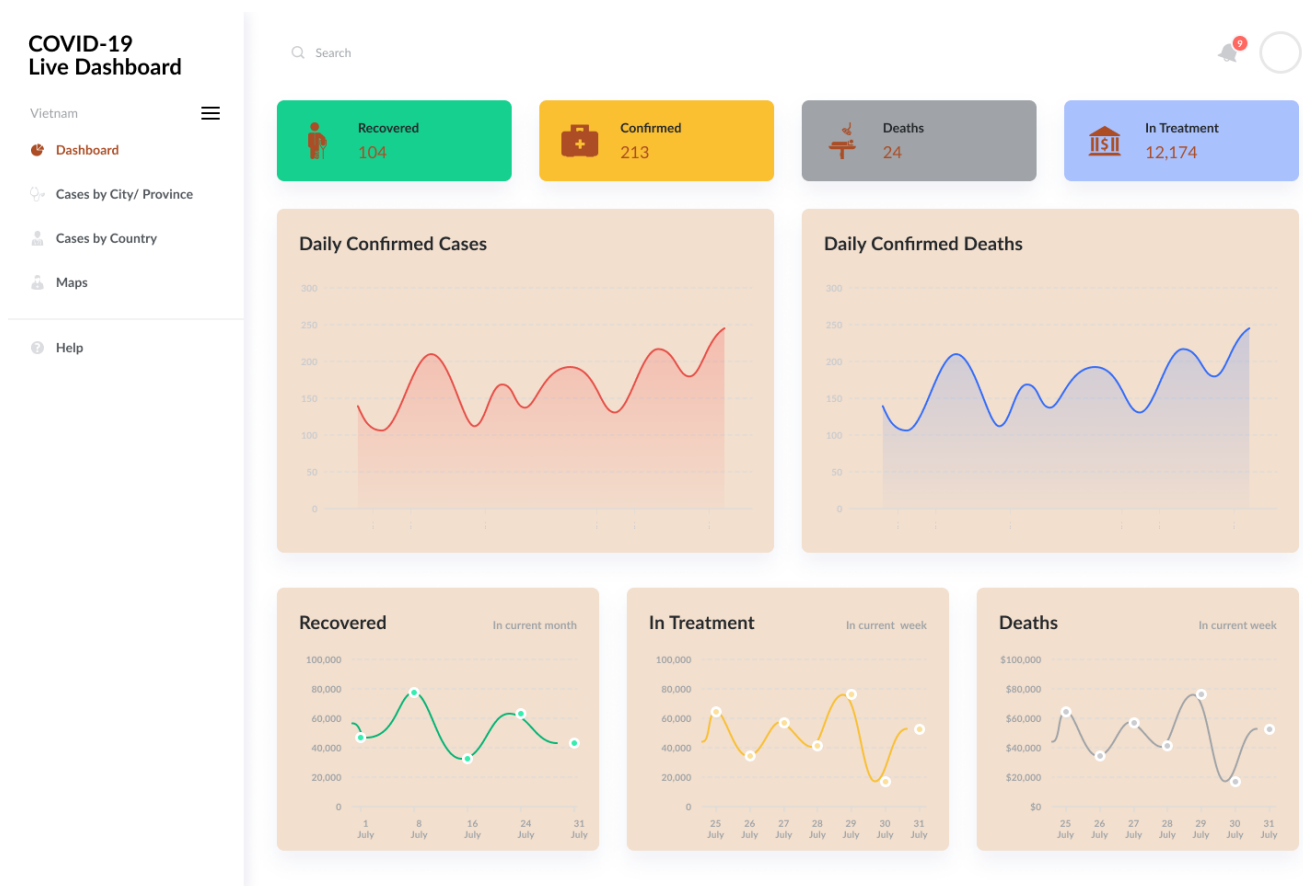 COVID-19
Live Dashboard
Vietnam
Dashboard
Cases by City/ Province
Cases by Country
Maps
Help
Search
9
Recovered
104
Confirmed
213
Deaths
24
In Treatment
12,174
Daily Confirmed Cases
300
250
200
150
100
50
0
Daily Confirmed Deaths
300
250
200
150
100
50
0
Recovered
In current month
100,000
80,000
60,000
40,000
20,000
0
1 8 16 24 31
July July July July July
In Treatment
In current week
100,000
80,000
60,000
40,000
20,000
0
25 26 27 28 29 30 31
July July July July July July July
Deaths
In current week
$100,000
$80,000
$60,000
$40,000
$20,000
$0
25 26 27 28 29 30 31
July July July July July July July